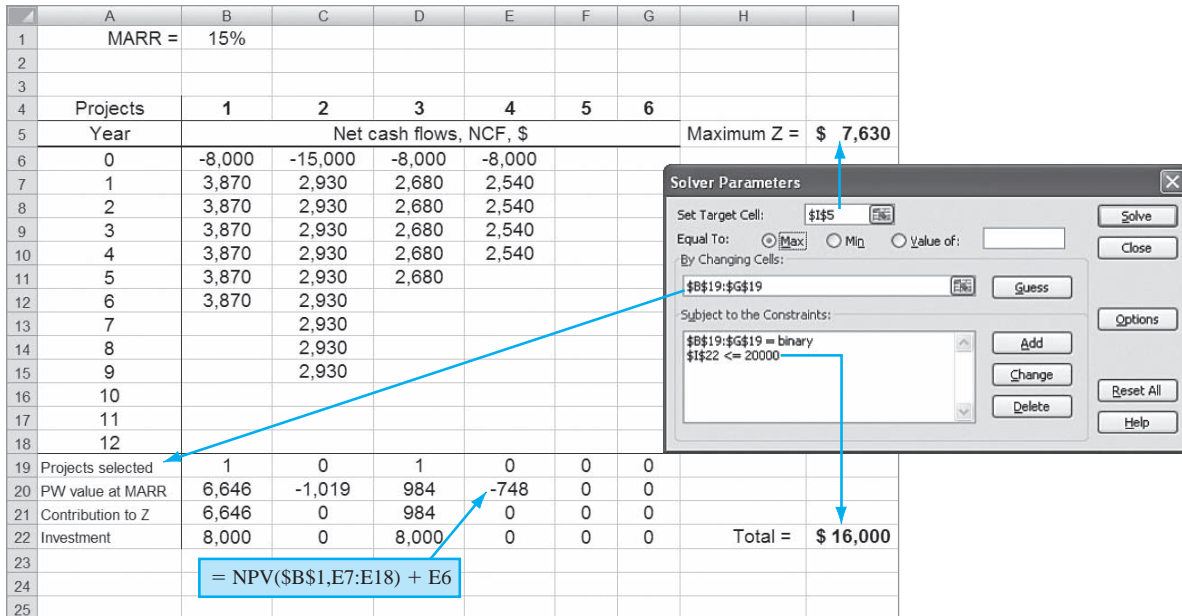 A B C D E F G H I
1 MARR = 15%
2
3
4 Projects 1 2 3 4 5 6
5 Year Net cash flows, NCF, $ Maximum Z = $ 7,630
6 0 -8,000 -15,000 -8,000 -8,000
7 1 3,870 2,930 2,680 2,540
8 2 3,870 2,930 2,680 2,540
9 3 3,870 2,930 2,680 2,540
10 4 3,870 2,930 2,680 2,540
11 5 3,870 2,930 2,680
12 6 3,870 2,930
13 7 2,930
14 8 2,930
15 9 2,930
16 10
17 11
18 12
19 Projects selected 1 0 1 0 0 0
20 PW value at MARR 6,646 -1,019 984 -748 0 0
21 Contribution to Z 6,646 0 984 0 0 0
22 Investment 8,000 0 8,000 0 0 0 Total = $ 16,000
23
24
25
= NPV($B$1,E7:E18) + E6
Solver Parameters
Set Target Cell: $I$5 Solve
Equal To: Max Min Value of: Close
By Changing Cells:
$B$19:$G$19 Guess
Subject to the Constraints: Options
$B$19:$G$19 = binary Add
$I$22 <= 20000
Change
Reset All
Delete
Help